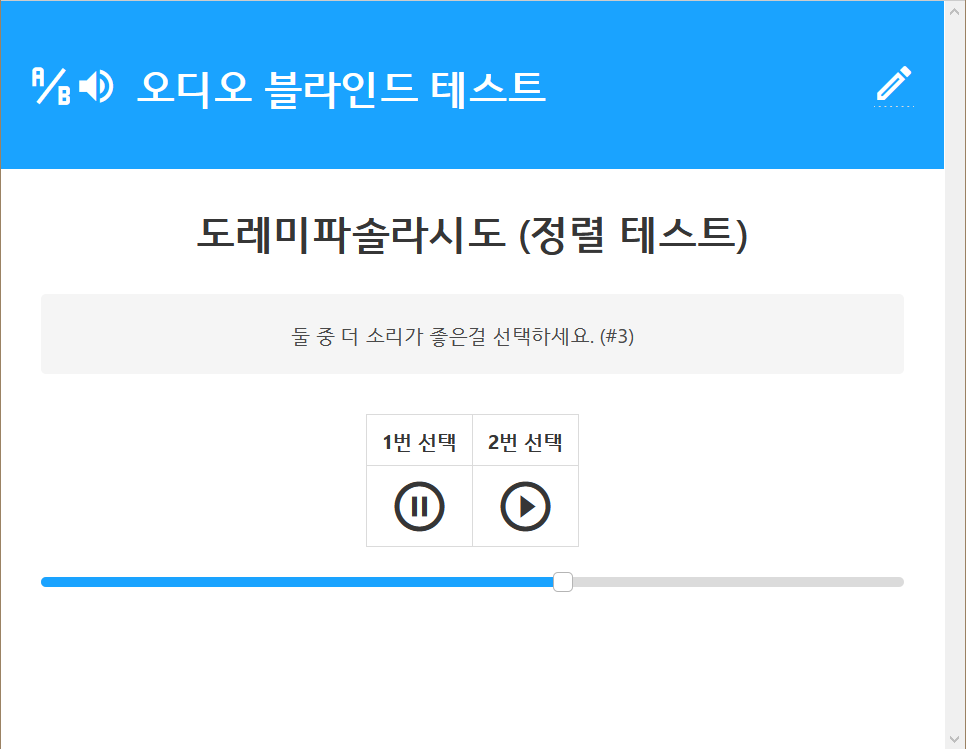 A/B 오디오 블라인드 테스트
도레미파솔라시도 (정렬 테스트)
둘 중 더 소리가 좋은걸 선택하세요. (#3)
1번 선택 2번 선택